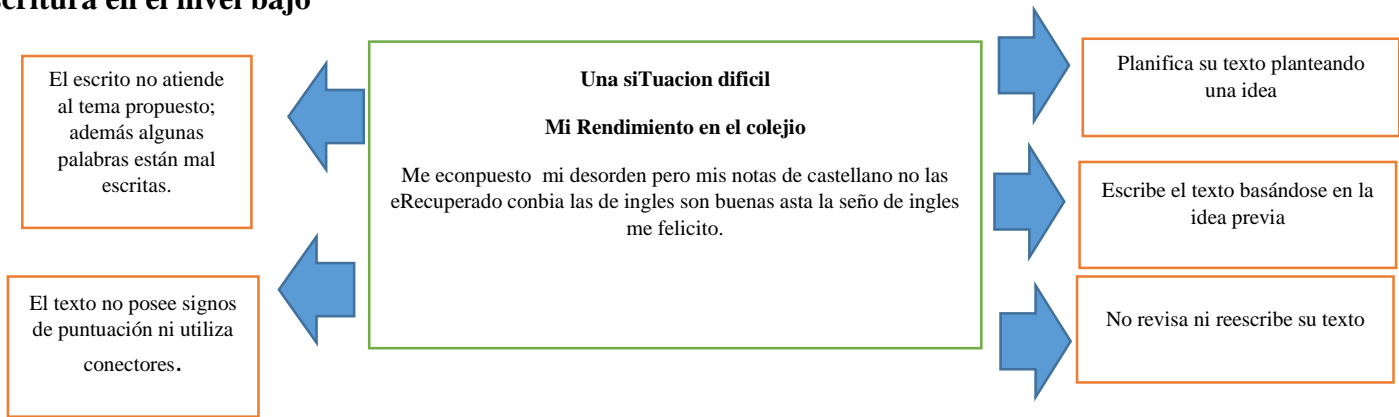 scritura en el nivel bajo
El escrito no atiende
al tema propuesto;
además algunas
palabras están mal
escritas.
El texto no posee signos
de puntuación ni utiliza
conectores.
Una siTuacion dificil
Mi Rendimiento en el colejio
Me econpuesto mi desorden pero mis notas de castellano no las
eRecuperado conbia las de ingles son buenas asta la seño de ingles
me felicito.
Planifica su texto planteando
una idea
Escribe el texto basándose en la
idea previa
No revisa ni reescribe su texto